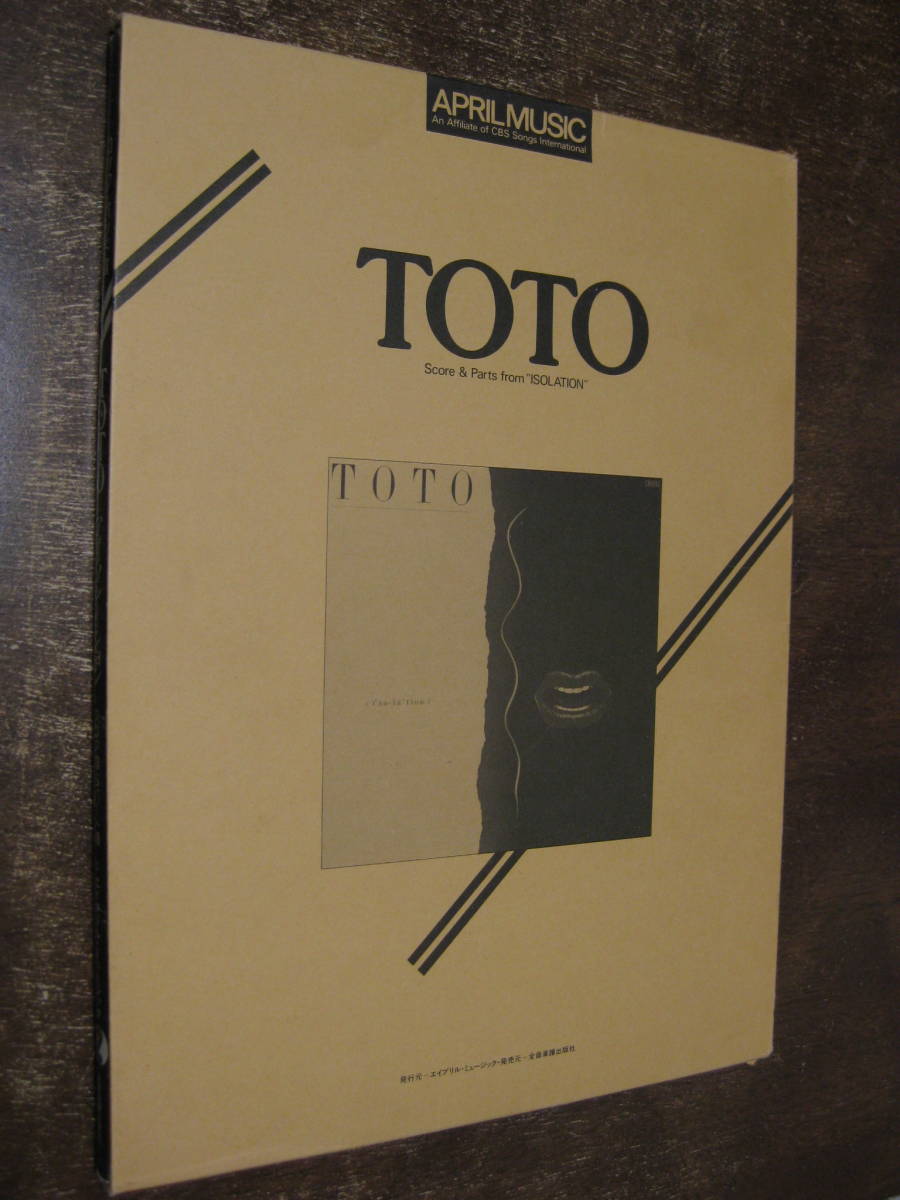 APRIL MUSIC
An Affiliate of CBS Songs International
TOTO
Score & Parts from "ISOLATION"
TOTO
発行元—エイプリル・ミュージック・発売元—全音楽譜出版社